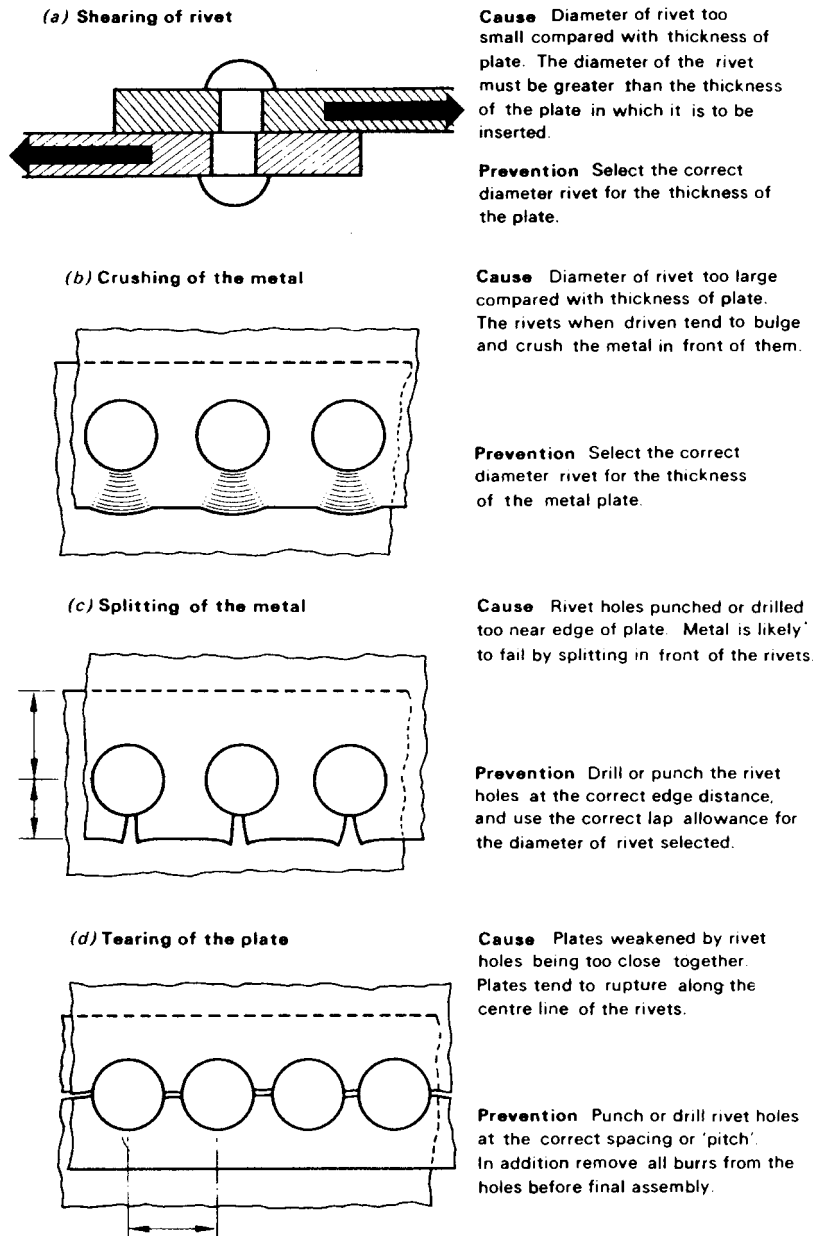 (a) Shearing of rivet
Cause Diameter of rivet too
small compared with thickness of
plate. The diameter of the rivet
must be greater than the thickness
of the plate in which it is to be
inserted.
Prevention Select the correct
diameter rivet for the thickness of
the plate.
(b) Crushing of the metal
Cause Diameter of rivet too large
compared with thickness of plate.
The rivets when driven tend to bulge
and crush the metal in front of them.
Prevention Select the correct
diameter rivet for the thickness
of the metal plate.
(c) Splitting of the metal
Cause Rivet holes punched or drilled
too near edge of plate. Metal is likely
to fail by splitting in front of the rivets.
Prevention Drill or punch the rivet
holes at the correct edge distance,
and use the correct lap allowance for
the diameter of rivet selected.
(d) Tearing of the plate
Cause Plates weakened by rivet
holes being too close together.
Plates tend to rupture along the
centre line of the rivets.
Prevention Punch or drill rivet holes
at the correct spacing or 'pitch'.
In addition remove all burrs from the
holes before final assembly.